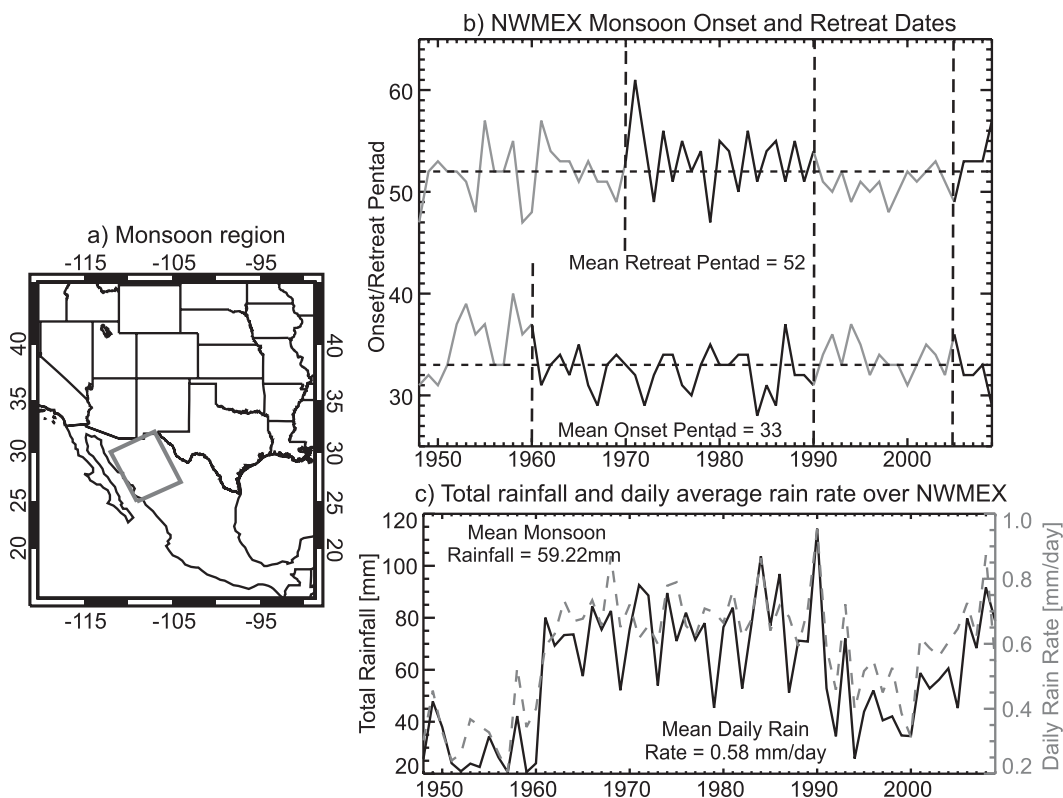 a) Monsoon region
-115 -105 -95
40 40
35 35
30 30
25 25
20 20
-115 -105 -95
b) NWMEX Monsoon Onset and Retreat Dates
Onset/Retreat Pentad
60
50
40
30
Mean Retreat Pentad = 52
Mean Onset Pentad = 33
1950 1960 1970 1980 1990 2000
c) Total rainfall and daily average rain rate over NWMEX
Total Rainfall [mm]
120
100
80
60
40
20
Mean Monsoon
Rainfall = 59.22mm
Mean Daily Rain
Rate = 0.58 mm/day
1.0
0.8
0.6
0.4
0.2
Daily Rain Rate [mm/day]
1950 1960 1970 1980 1990 2000